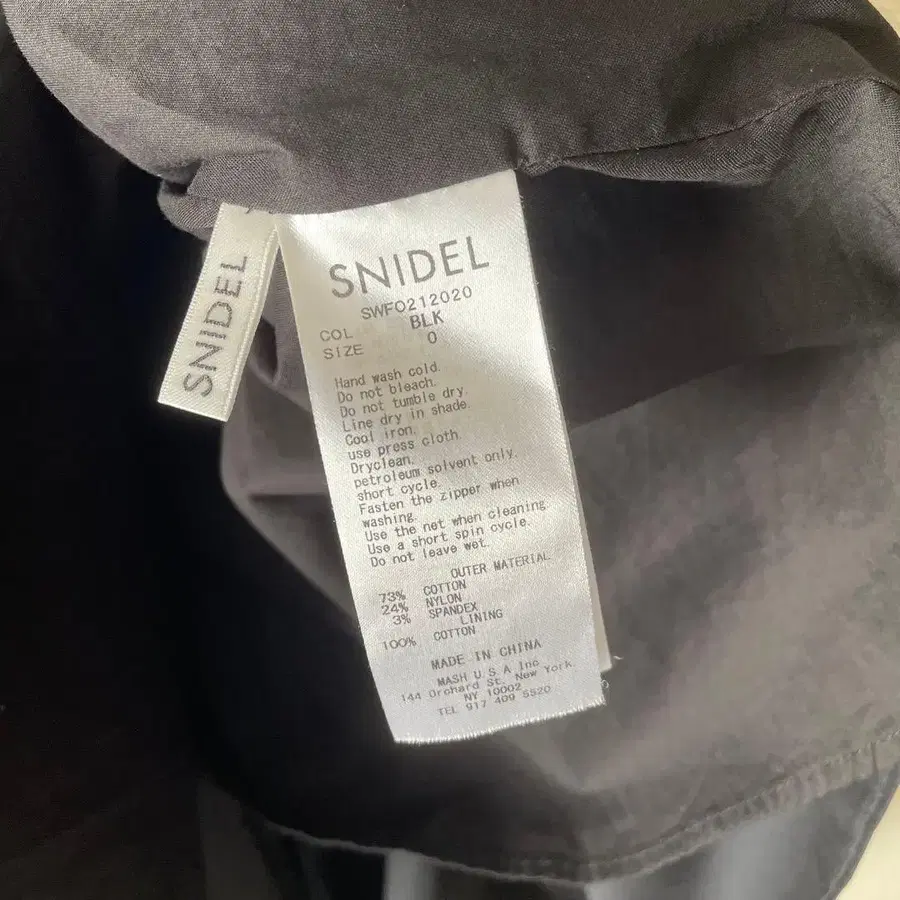 SNIDEL
SNIDEL
SWFO212020
COL BLK
SIZE 0
Hand wash cold.
Do not bleach.
Do not tumble dry.
Line dry in shade.
Cool iron.
use press cloth.
Dryclean.
petroleum solvent only.
short cycle.
Fasten the zipper when
washing.
Use the net when cleaning.
Use a short spin cycle.
Do not leave wet.
OUTER MATERIAL
73% COTTON
24% NYLON
3% SPANDEX
LINING
100% COTTON
MADE IN CHINA
MASH U.S.A Inc.
144 Orchard St. New York
NY 10002
TEL 917 409 5520